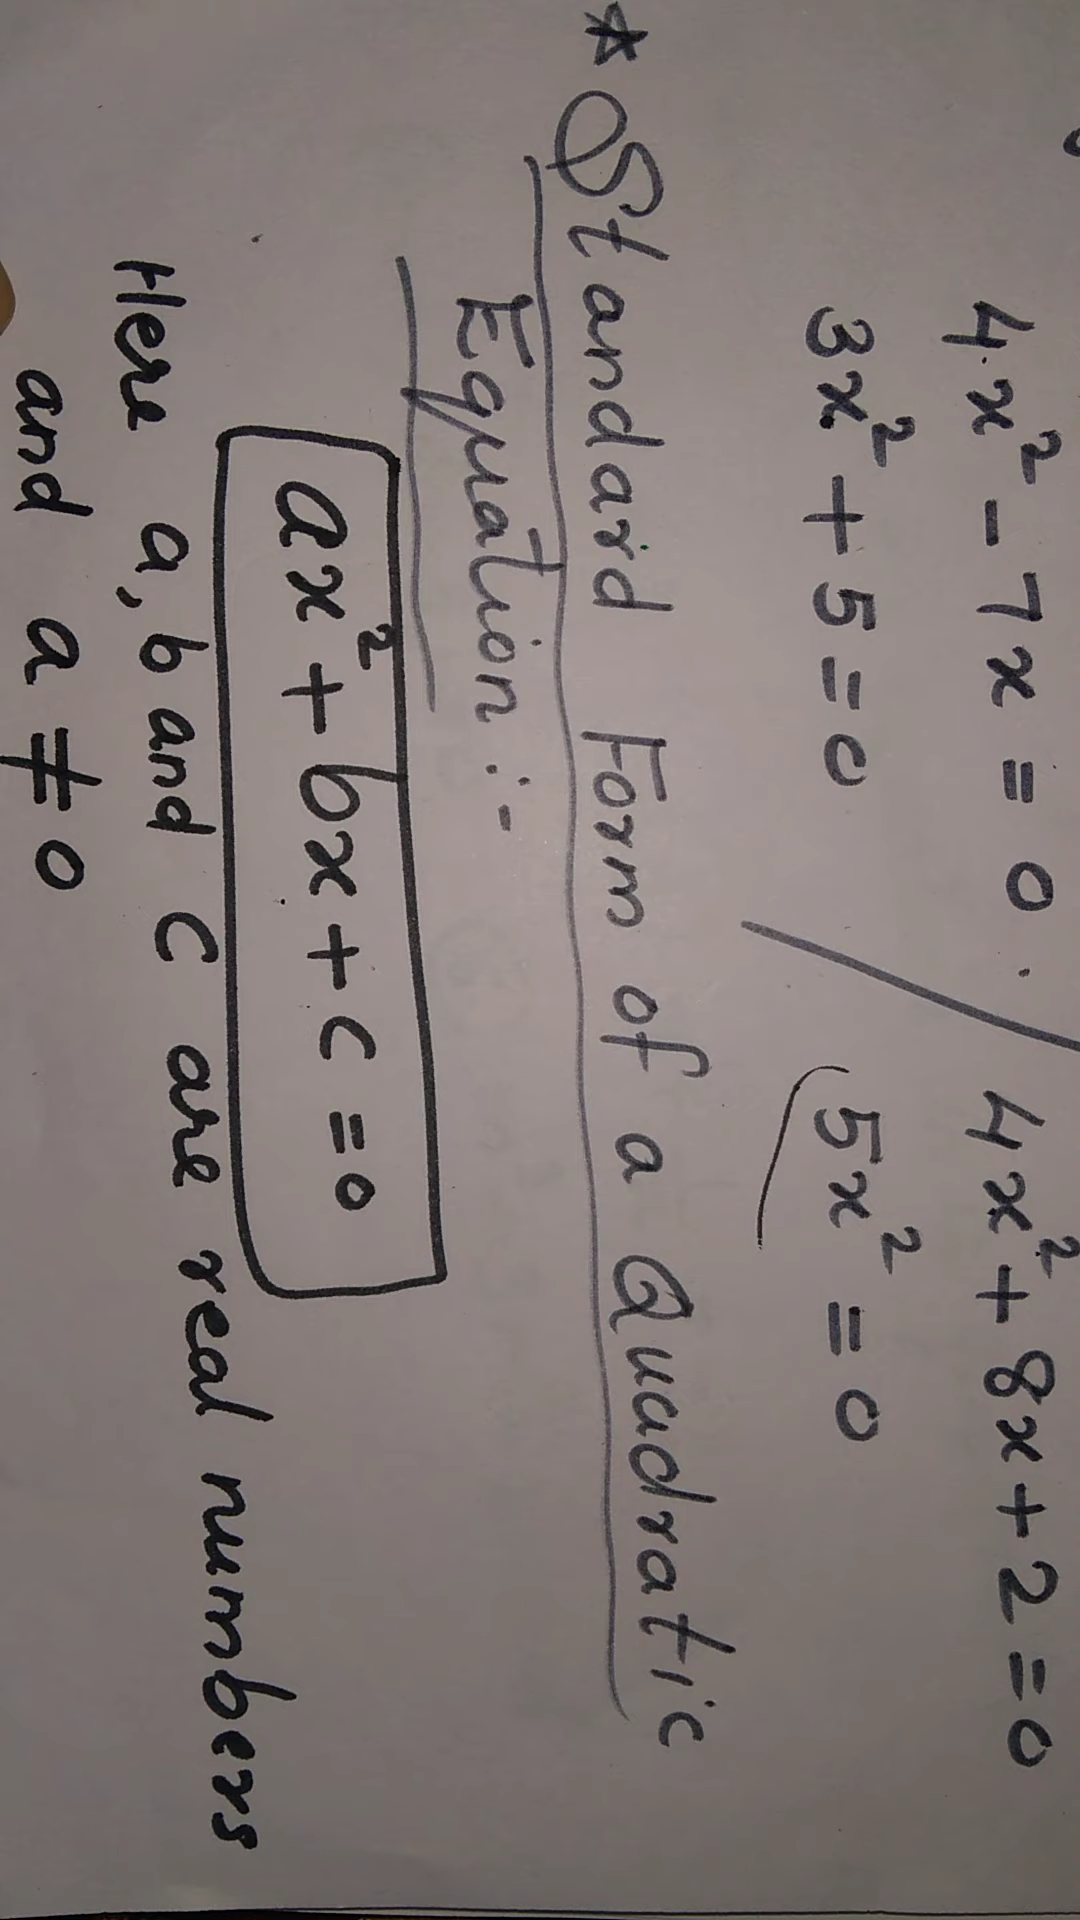 4x² - 7x = 0. / 4x² + 8x + 2 = 0
3x² + 5 = 0 / 5x² = 0
* Standard Form of a Quadratic
Equation :-
ax² + bx + c = 0
Here a, b and c are real numbers
and a ≠ 0